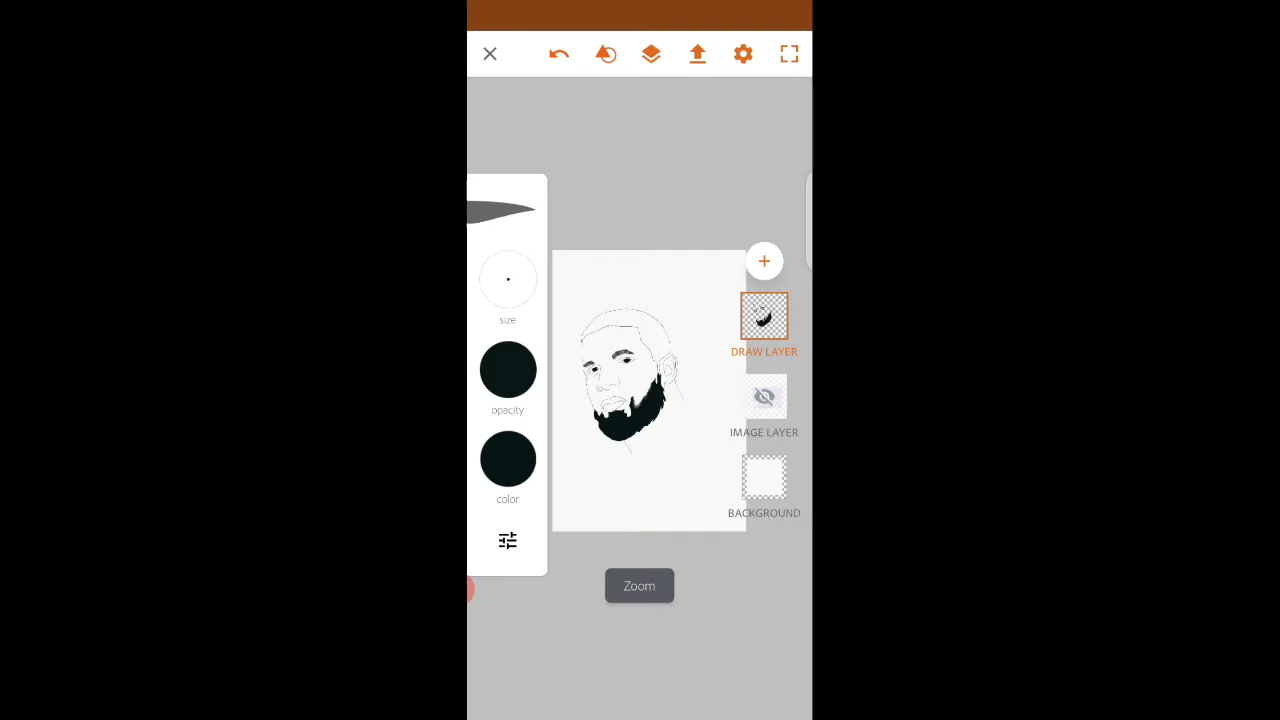 size
DRAW LAYER
opacity
IMAGE LAYER
color
BACKGROUND
Zoom